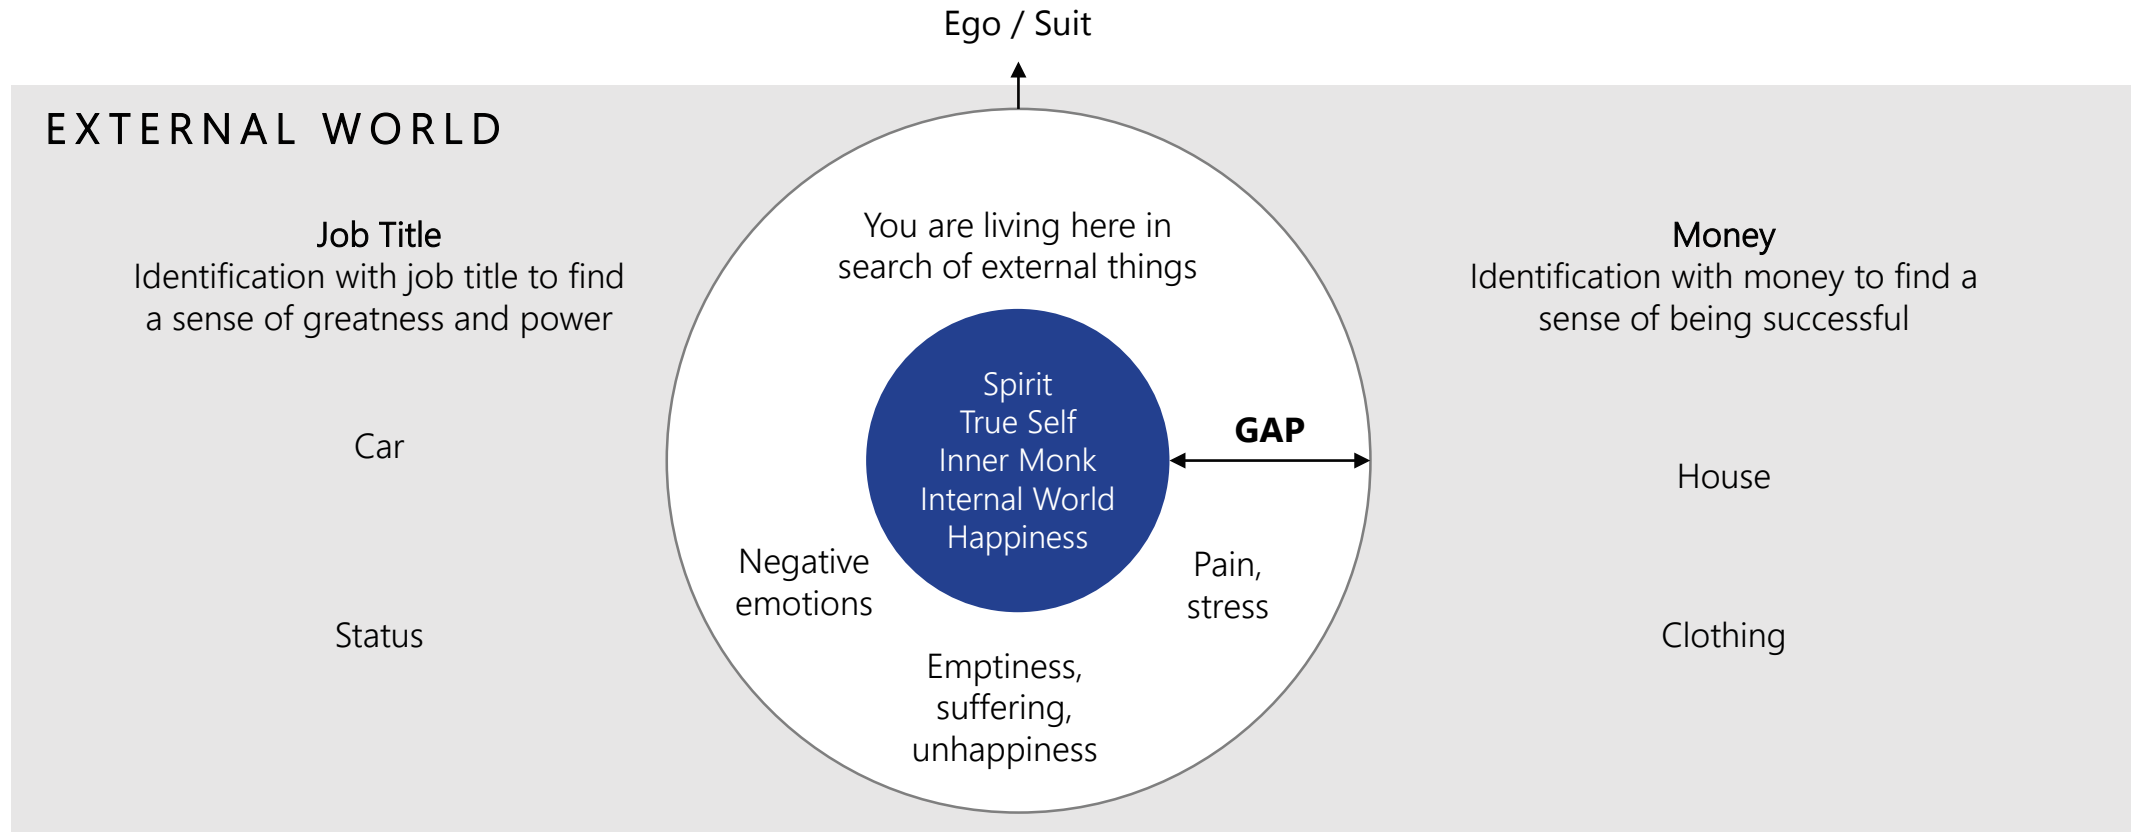 Ego / Suit
EXTERNAL WORLD
Job Title
Identification with job title to find
a sense of greatness and power
Car
Status
You are living here in
search of external things
Spirit
True Self
Inner Monk
Internal World
Happiness
GAP
Negative
emotions
Pain,
stress
Emptiness,
suffering,
unhappiness
Money
Identification with money to find a
sense of being successful
House
Clothing